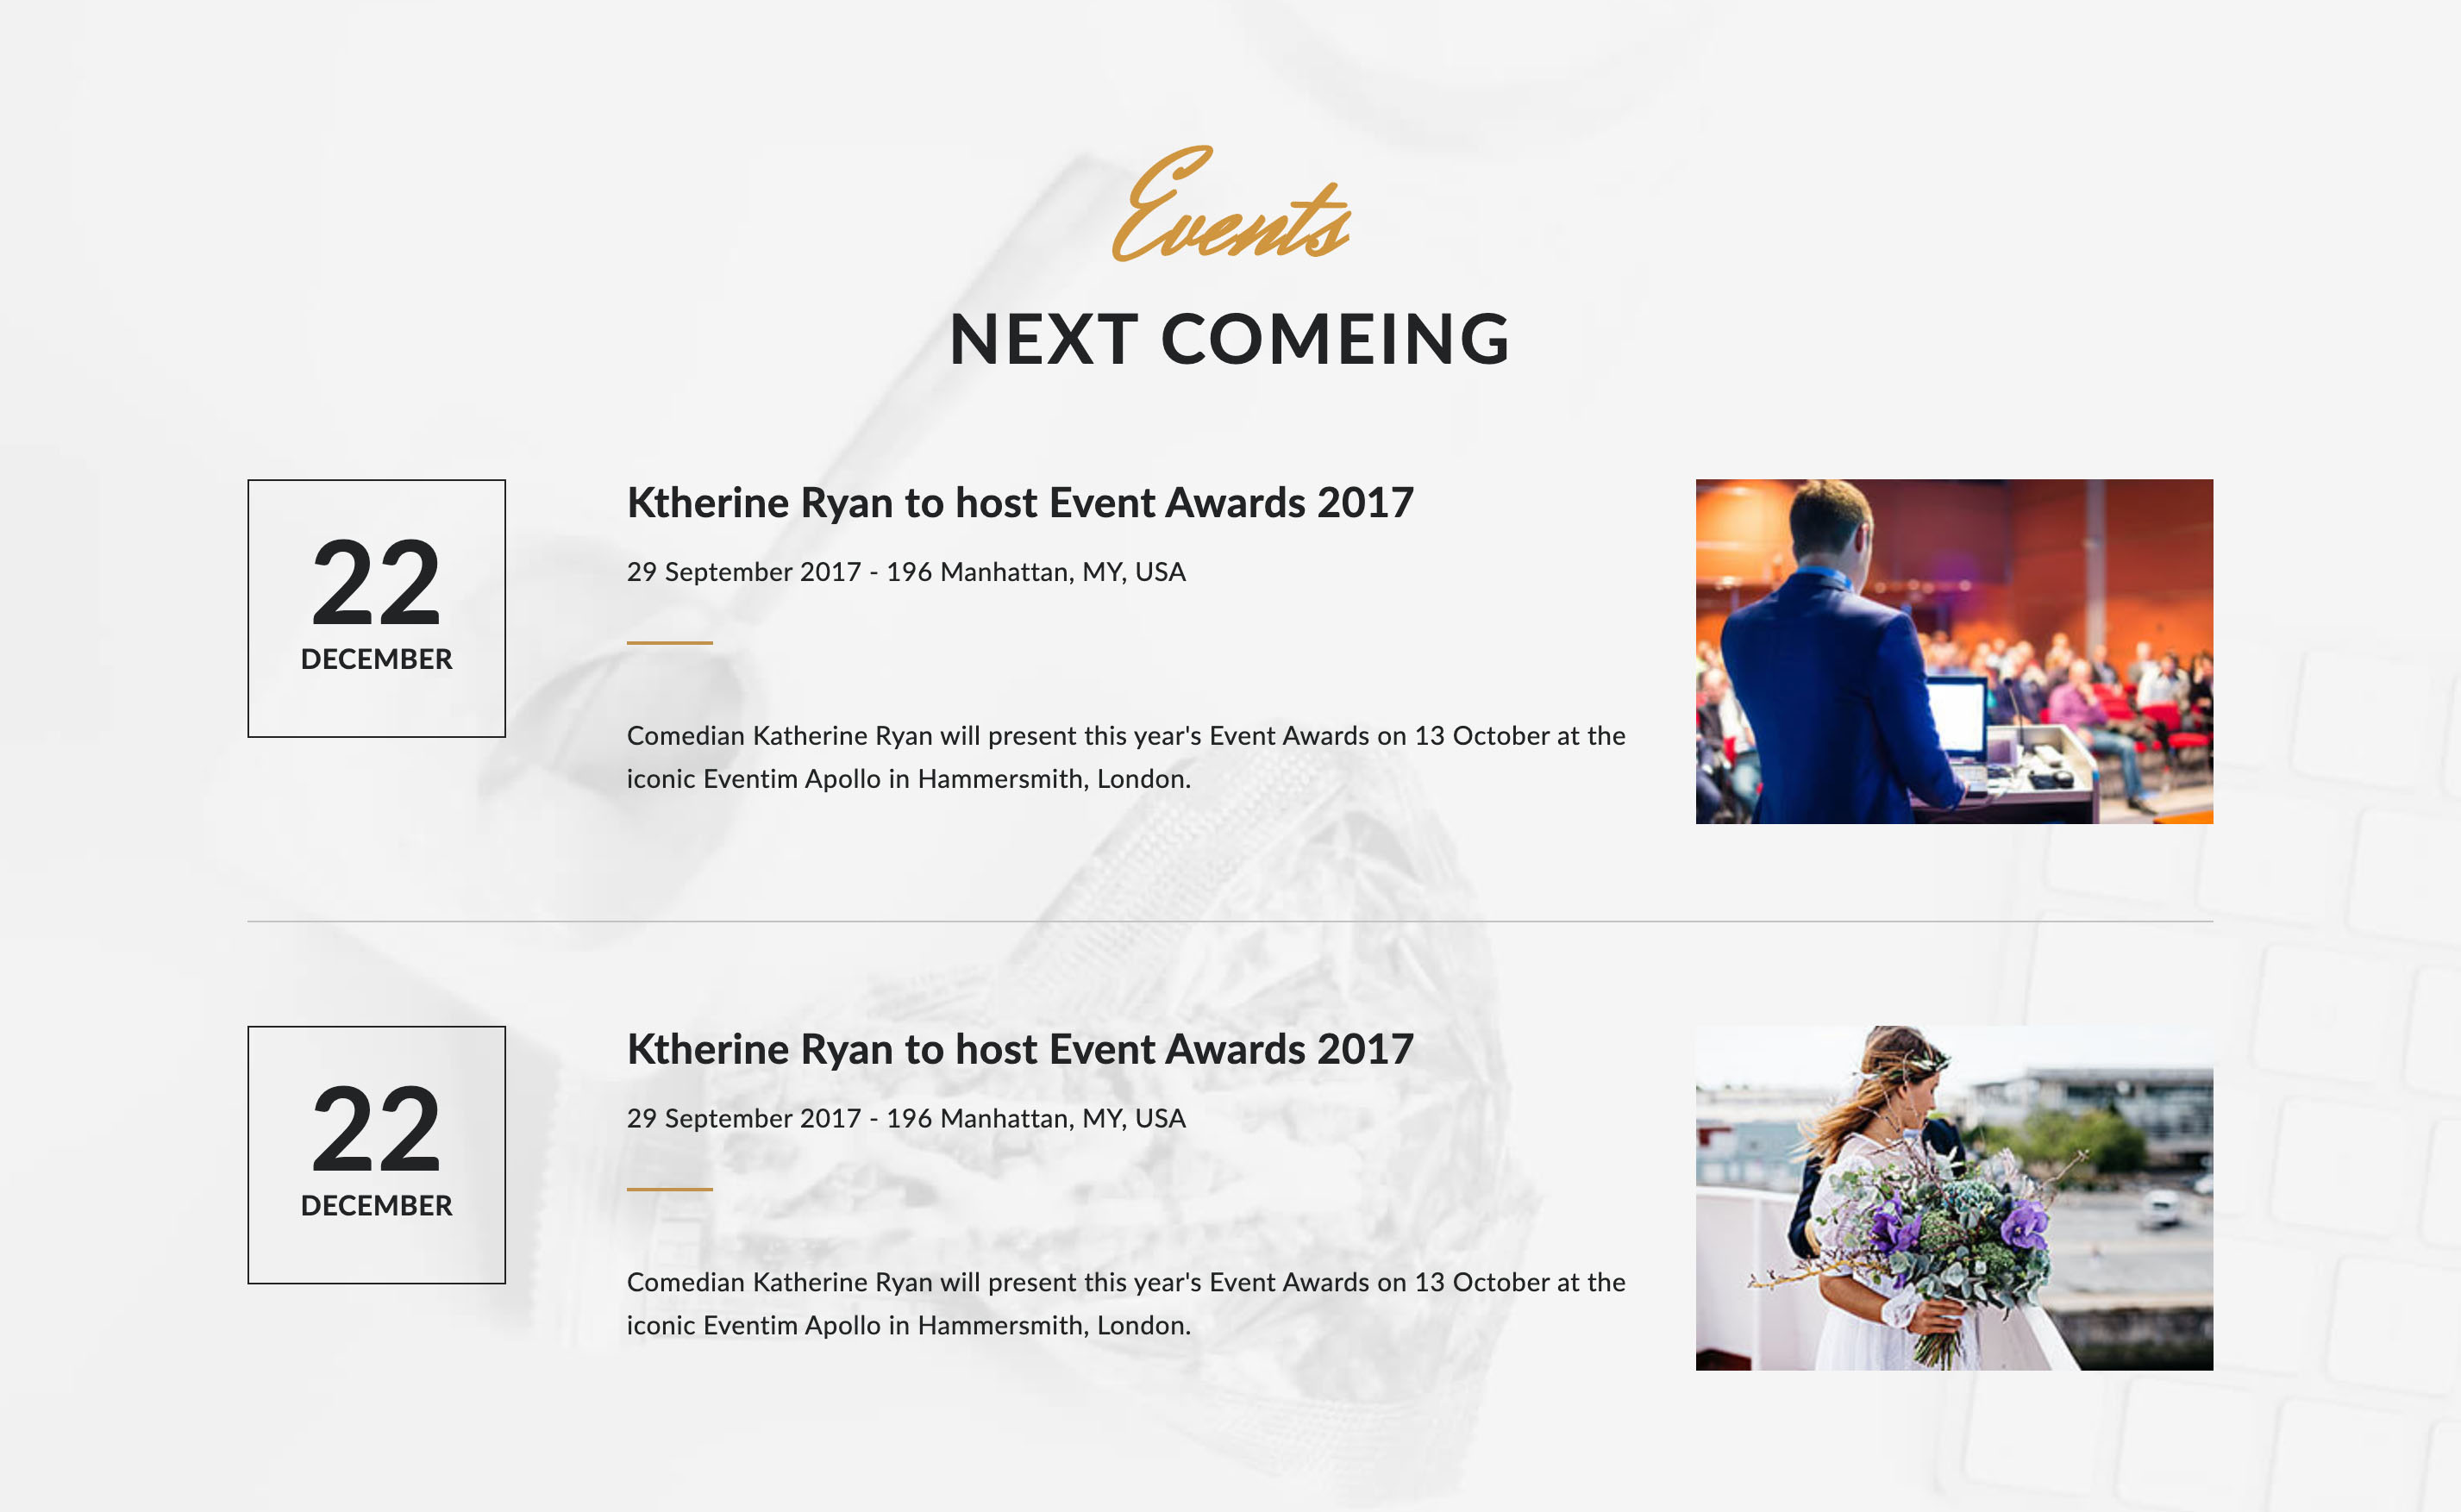 Events
NEXT COMEING
22
DECEMBER
Ktherine Ryan to host Event Awards 2017
29 September 2017 - 196 Manhattan, MY, USA
Comedian Katherine Ryan will present this year's Event Awards on 13 October at the
iconic Eventim Apollo in Hammersmith, London.
22
DECEMBER
Ktherine Ryan to host Event Awards 2017
29 September 2017 - 196 Manhattan, MY, USA
Comedian Katherine Ryan will present this year's Event Awards on 13 October at the
iconic Eventim Apollo in Hammersmith, London.